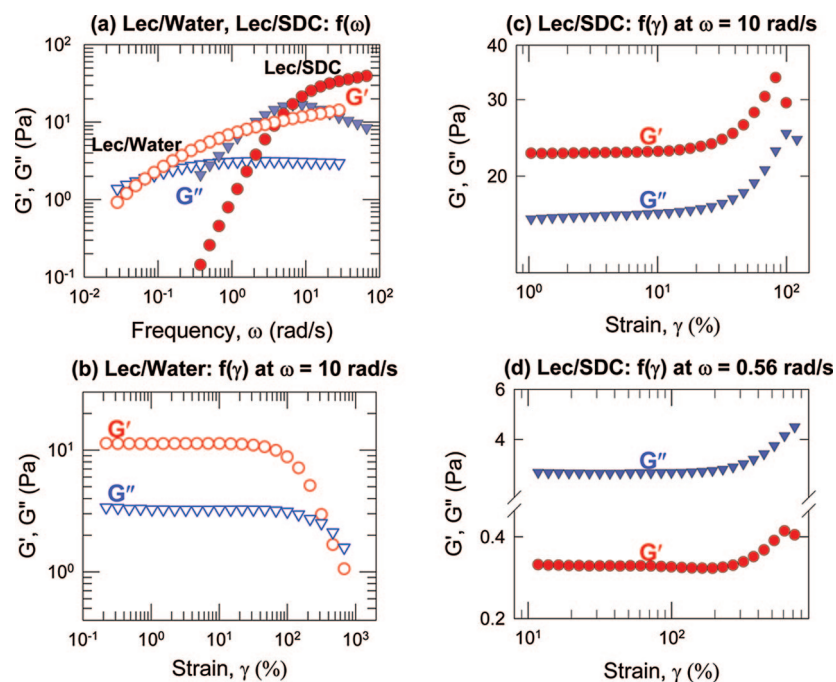 (a) Lec/Water, Lec/SDC: f(ω)
10²
10¹
10⁰
10⁻¹
G′, G″ (Pa)
Lec/SDC
G′
Lec/Water
G″
10⁻² 10⁻¹ 10⁰ 10¹ 10²
Frequency, ω (rad/s)
(c) Lec/SDC: f(γ) at ω = 10 rad/s
40
30
20
G′, G″ (Pa)
G′
G″
10⁰ 10¹ 10²
Strain, γ (%)
(b) Lec/Water: f(γ) at ω = 10 rad/s
10¹
10⁰
G′, G″ (Pa)
G′
G″
10⁻¹ 10⁰ 10¹ 10² 10³
Strain, γ (%)
(d) Lec/SDC: f(γ) at ω = 0.56 rad/s
6
4
0.4
0.2
G′, G″ (Pa)
G″
G′
10¹ 10²
Strain, γ (%)